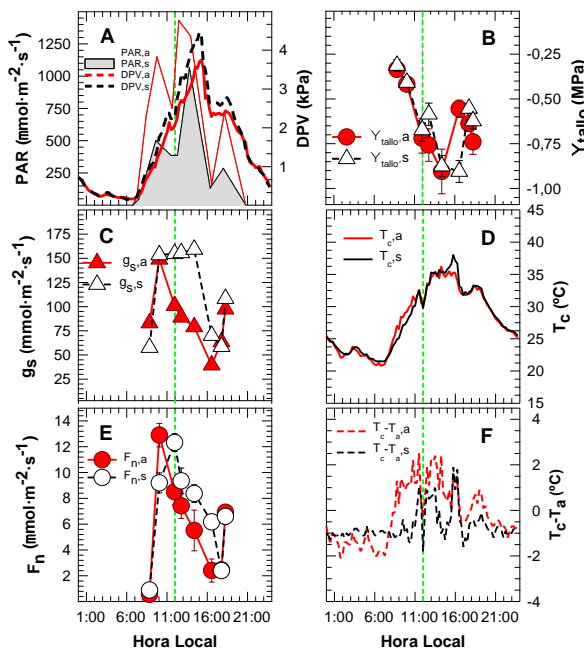 A
PAR,a
PAR,s
DPV,a
DPV,s
PAR (mmol·m-2·s-1)
1500
1250
1000
750
500
250
DPV (kPa)
4
3
2
1
B
Ytallo,a
Ytallo,s
Ytallo (MPa)
-0,25
-0,50
-0,75
-1,00
C
gs,a
gs,s
gs (mmol·m-2·s-1)
175
150
125
100
75
50
25
D
Tc,a
Tc,s
Tc (ºC)
45
40
35
30
25
20
15
E
Fn,a
Fn,s
Fn (mmol·m-2·s-1)
14
12
10
8
6
4
2
1:00 6:00 11:00 16:00 21:00
Hora Local
F
Tc-Ta,a
Tc-Ta,s
Tc-Ta (ºC)
4
2
0
-2
-4
1:00 6:00 11:00 16:00 21:00
Hora Local